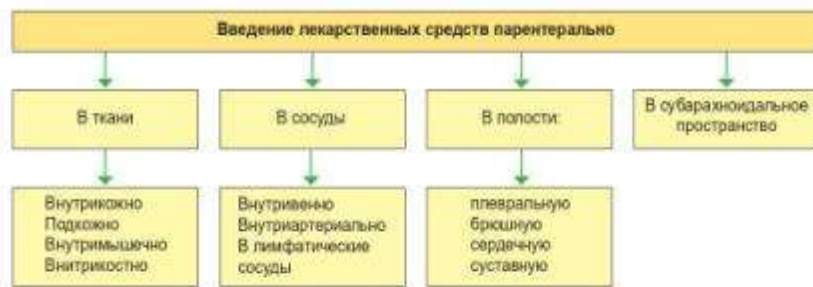 Введение лекарственных средств парентерально
В ткани
В сосуды
В полости:
В субарахноидальное
пространство
Внутрикожно
Подкожно
Внутримышечно
Внитрикостно
Внутривенно
Внутриартериально
В лимфатические
сосуды
плевральную
брюшную
сердечную
суставную